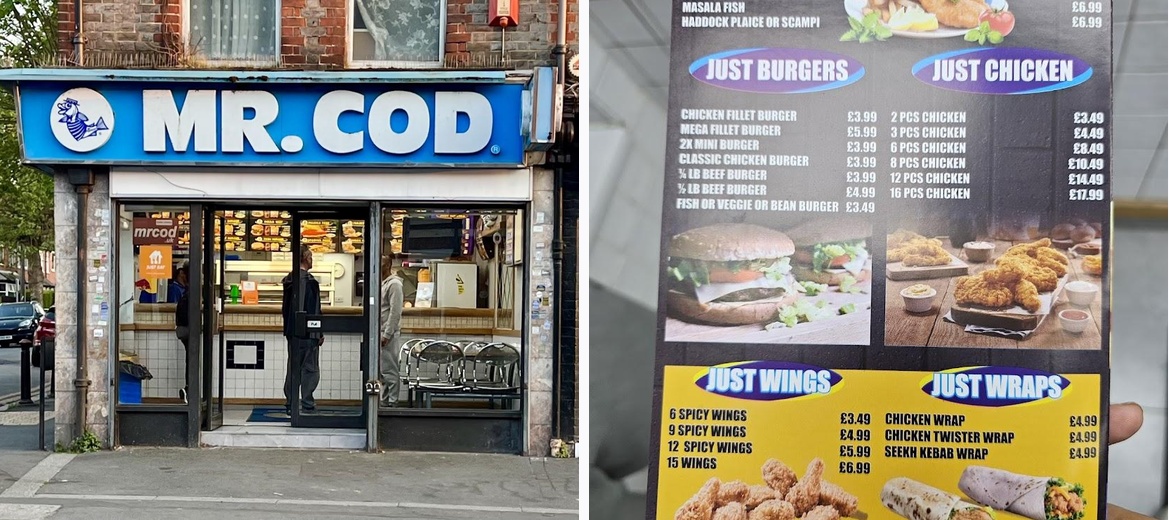 MR. COD
®
mrcod
JUST EAT
Pull
MASALA FISH £6.99
HADDOCK PLAICE OR SCAMPI £6.99
JUST BURGERS
CHICKEN FILLET BURGER £3.99
MEGA FILLET BURGER £5.99
2X MINI BURGER £3.99
CLASSIC CHICKEN BURGER £3.99
¼ LB BEEF BURGER £3.99
½ LB BEEF BURGER £4.99
FISH OR VEGGIE OR BEAN BURGER £3.49
JUST CHICKEN
2 PCS CHICKEN £3.49
3 PCS CHICKEN £4.49
6 PCS CHICKEN £8.49
8 PCS CHICKEN £10.49
12 PCS CHICKEN £14.49
16 PCS CHICKEN £17.99
JUST WINGS
6 SPICY WINGS £3.49
9 SPICY WINGS £4.99
12 SPICY WINGS £5.99
15 WINGS £6.99
JUST WRAPS
CHICKEN WRAP £4.99
CHICKEN TWISTER WRAP £4.99
SEEKH KEBAB WRAP £4.99